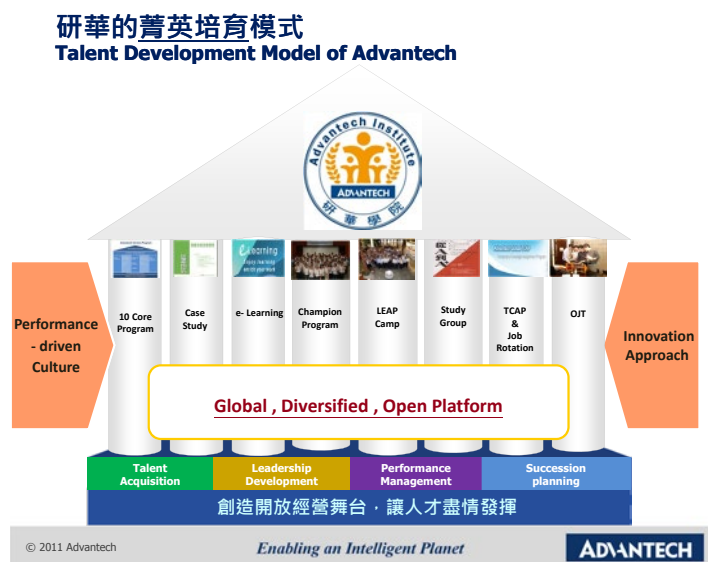 研華的菁英培育模式
Talent Development Model of Advantech
Advantech Institute
ADVANTECH
研華學院
e-Learning
Performance
- driven
Culture
10 Core
Program
Case
Study
e- Learning
Champion
Program
LEAP
Camp
Study
Group
TCAP
&
Job
Rotation
OJT
Innovation
Approach
Global , Diversified , Open Platform
Talent
Acquisition
Leadership
Development
Performance
Management
Succession
planning
創造開放經營舞台，讓人才盡情發揮
© 2011 Advantech
Enabling an Intelligent Planet
ADVANTECH